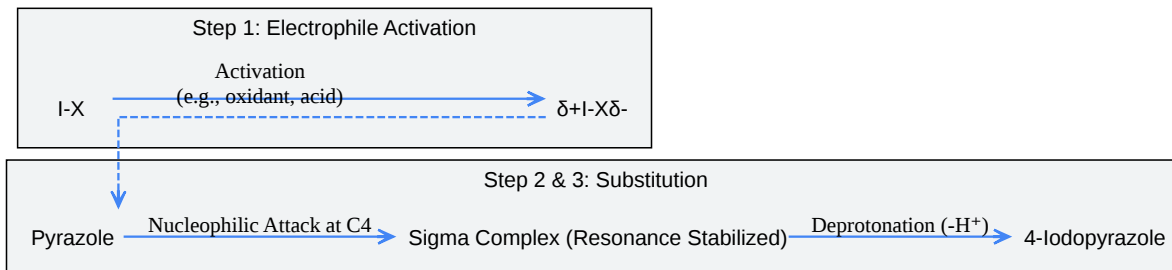 Step 1: Electrophile Activation
Activation
(e.g., oxidant, acid)
I-X
δ+I-Xδ-
Step 2 & 3: Substitution
Pyrazole
Nucleophilic Attack at C4
Sigma Complex (Resonance Stabilized)
Deprotonation (-H⁺)
4-Iodopyrazole